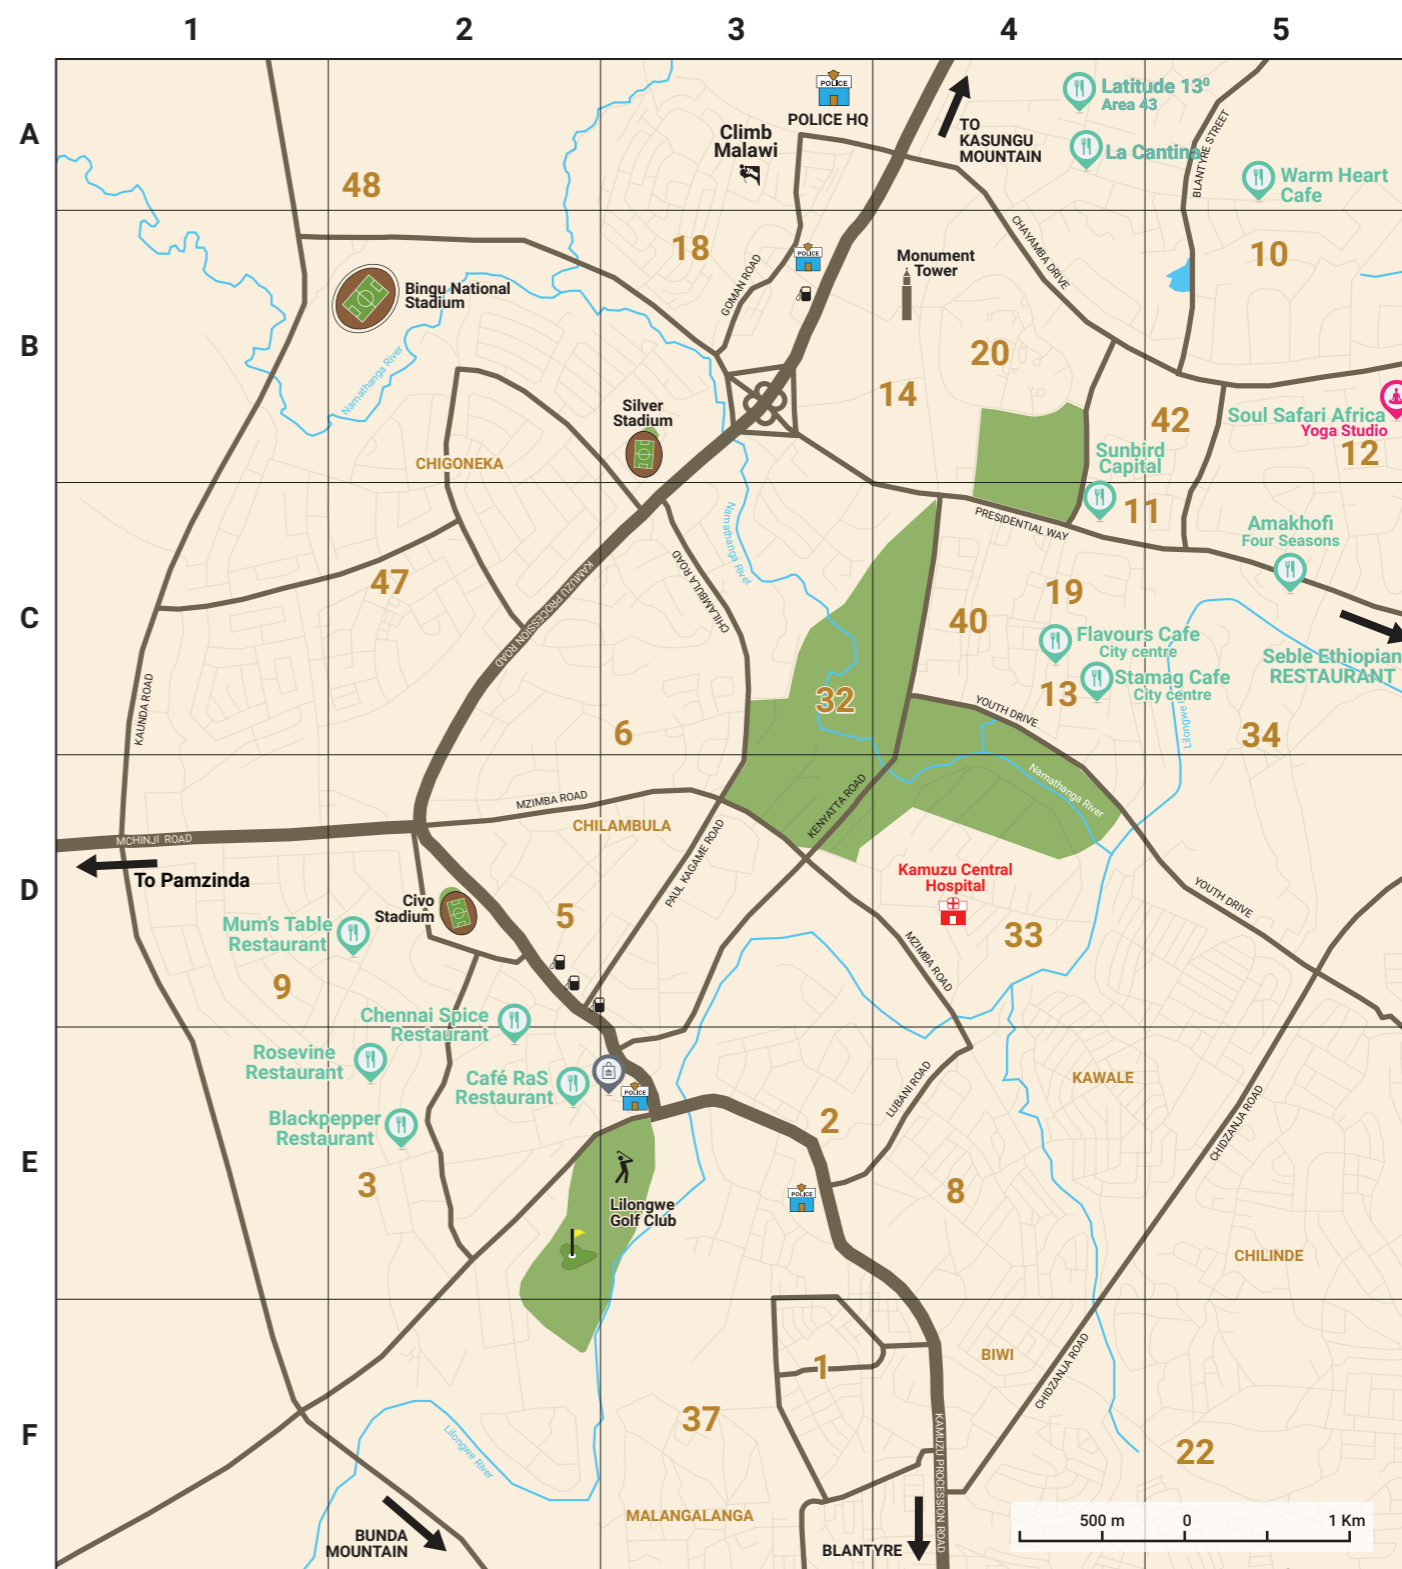 1 2 3 4 5
A
POLICE
POLICE HQ
Climb
Malawi
TO
KASUNGU
MOUNTAIN
Latitude 13⁰
Area 43
La Cantina
BLANTYRE STREET
Warm Heart
Cafe
48
B
18
GOMAN ROAD
POLICE
Monument
Tower
CHAYAMBA DRIVE
10
Bingu National
Stadium
Namathanga River
20
14
42
Silver
Stadium
Soul Safari Africa
Yoga Studio
12
CHIGONEKA
Sunbird
Capital
C
11
PRESIDENTIAL WAY
Amakhofi
Four Seasons
Namathanga River
CHILAMBULA ROAD
KAMUZU PROCESSION ROAD
47
19
40
Flavours Cafe
City centre
Seble Ethiopian
RESTAURANT
Stamag Cafe
City centre
13
KAUNDA ROAD
32
YOUTH DRIVE
Lilongwe
6
34
D
MZIMBA ROAD
CHILAMBULA
KENYATTA ROAD
Namathanga River
MCHINJI ROAD
To Pamzinda
PAUL KAGAME ROAD
Kamuzu Central
Hospital
YOUTH DRIVE
Civo
Stadium
5
Mum's Table
Restaurant
33
MZIMBA ROAD
9
Chennai Spice
Restaurant
E
Rosevine
Restaurant
Café RaS
Restaurant
POLICE
KAWALE
LUBANI ROAD
CHIDZANJA ROAD
Blackpepper
Restaurant
2
3
POLICE
8
Lilongwe
Golf Club
CHILINDE
F
1
BIWI
CHIDZANJA ROAD
37
Lilongwe River
KAMUZU PROCESSION ROAD
22
MALANGALANGA
BUNDA
MOUNTAIN
BLANTYRE
500 m 0 1 Km